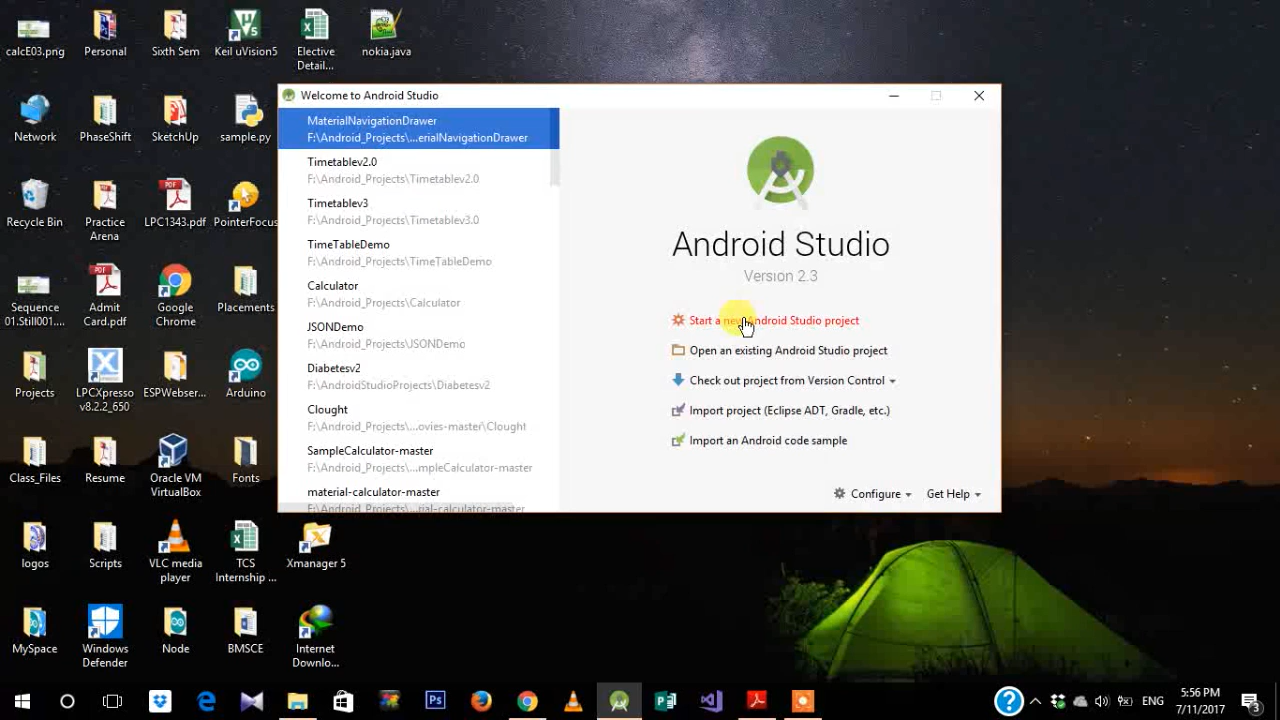 calcE03.png
Personal
Sixth Sem
Keil uVision5
Elective
Detail...
nokia.java
Network
PhaseShift
SketchUp
sample.py
Recycle Bin
Practice
Arena
LPC1343.pdf
PointerFocus
Sequence
01Still001....
Admit
Card.pdf
Google
Chrome
Placements
Projects
LPCXpresso
v8.2.2_650
ESPWebser...
Arduino
Class_Files
Resume
Oracle VM
VirtualBox
Fonts
logos
Scripts
VLC media
player
TCS
Internship ...
Xmanager 5
MySpace
Windows
Defender
Node
BMSCE
Internet
Downlo...
Welcome to Android Studio
MaterialNavigationDrawer
F:\Android_Projects\...erialNavigationDrawer
Timetablev2.0
F:\Android_Projects\Timetablev2.0
Timetablev3
F:\Android_Projects\Timetablev3.0
TimeTableDemo
F:\Android_Projects\TimeTableDemo
Calculator
F:\Android_Projects\Calculator
JSONDemo
F:\Android_Projects\JSONDemo
Diabetesv2
F:\AndroidStudioProjects\Diabetesv2
Clought
F:\Android_Projects\...ovies-master\Clought
SampleCalculator-master
F:\Android_Projects\...mpleCalculator-master
material-calculator-master
F:\Android_Projects\...rial-calculator-master
Android Studio
Version 2.3
Start a new Android Studio project
Open an existing Android Studio project
Check out project from Version Control
Import project (Eclipse ADT, Gradle, etc.)
Import an Android code sample
Configure
Get Help
Ps
ENG
5:56 PM
7/11/2017
3